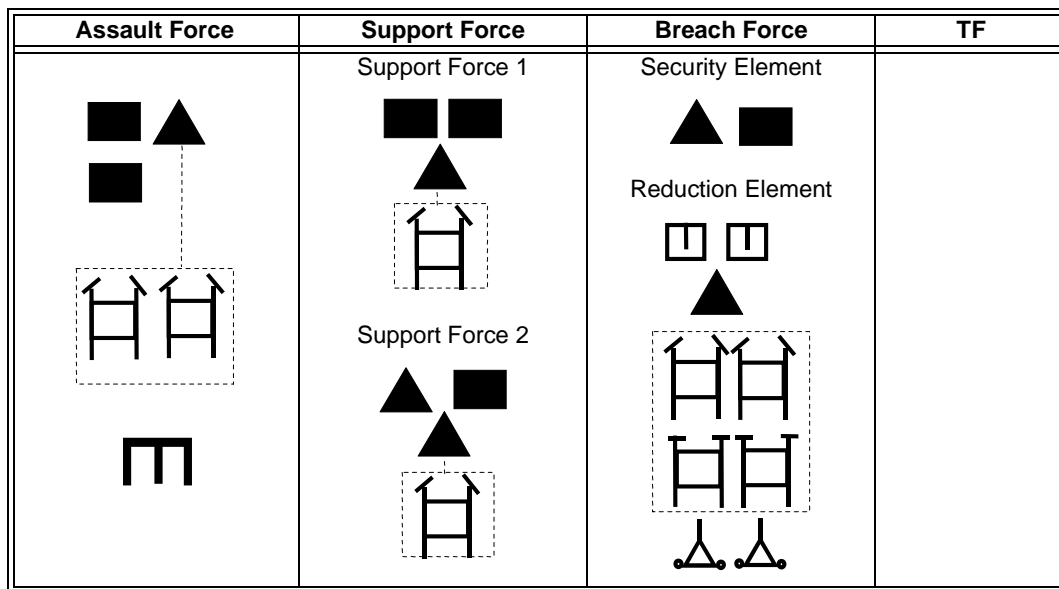 Assault Force
Support Force
Breach Force
TF
Support Force 1
Security Element
Reduction Element
Support Force 2